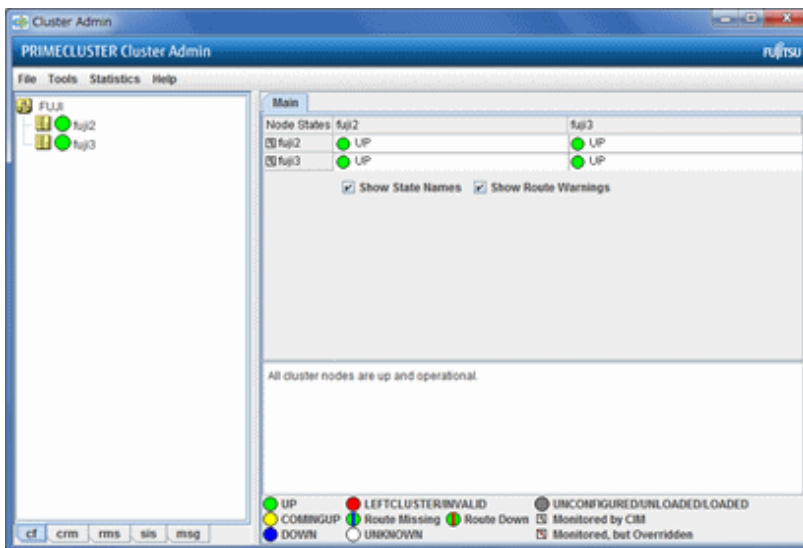 Cluster Admin
PRIMECLUSTER Cluster Admin
FUJITSU
File Tools Statistics Help
FUJI
fuji2
fuji3
Main
Node States fuji2 fuji3
fuji2 UP UP
fuji3 UP UP
Show State Names Show Route Warnings
All cluster nodes are up and operational.
UP LEFTCLUSTER/INVALID UNCONFIGURED/UNLOADED/LOADED
COMINGUP Route Missing Route Down Monitored by CIM
DOWN UNKNOWN Monitored, but Overridden
cf crm rms sis msg